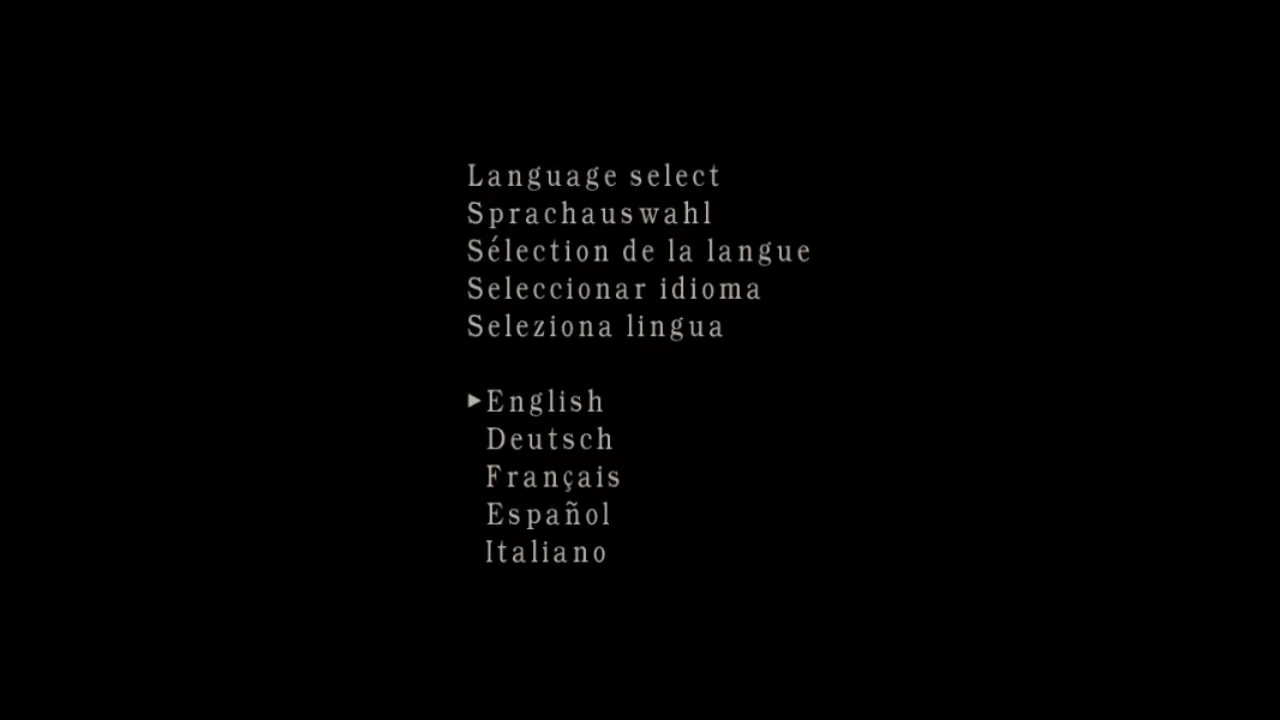 Language select
Sprachauswahl
Sélection de la langue
Seleccionar idioma
Seleziona lingua
▶English
Deutsch
Français
Español
Italiano